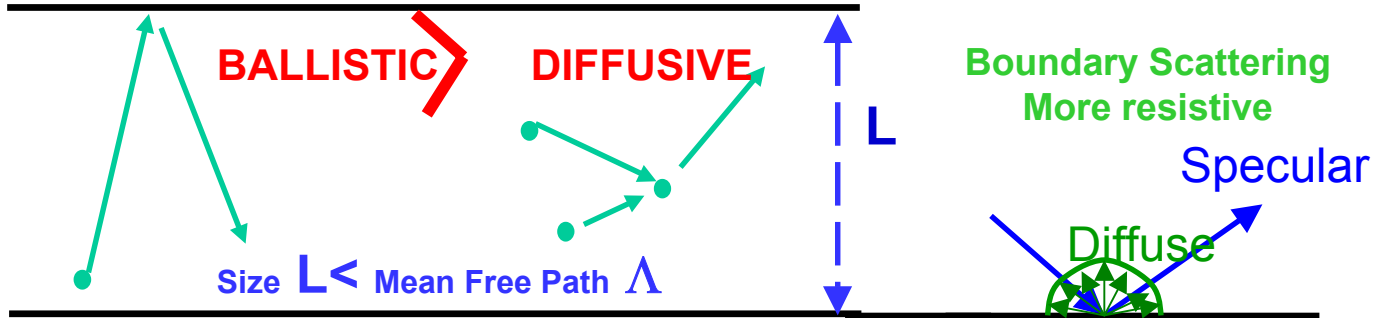 BALLISTIC > DIFFUSIVE
Size L< Mean Free Path Λ
L
Boundary Scattering
More resistive
Specular
Diffuse